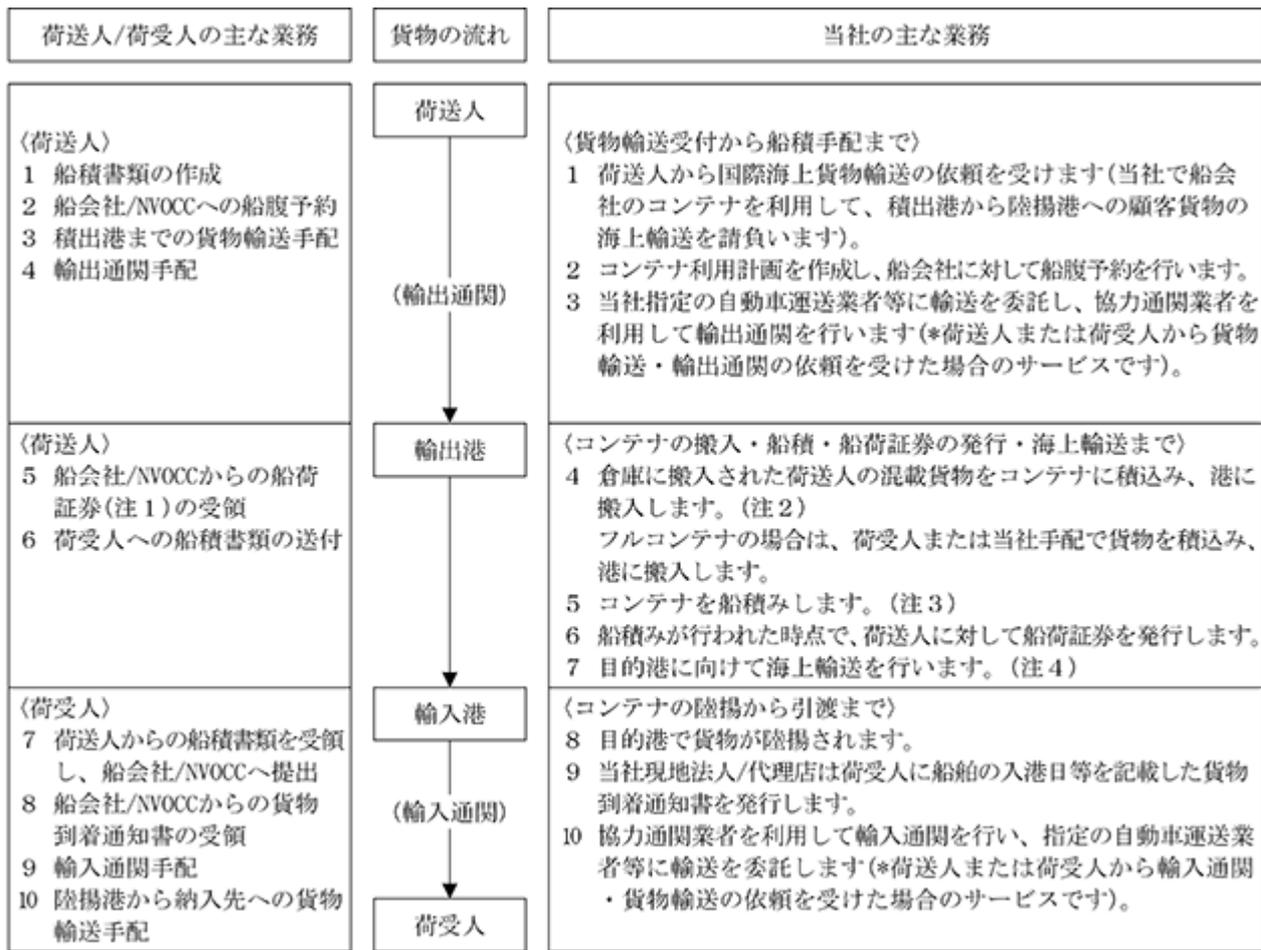 荷送人/荷受人の主な業務
貨物の流れ
当社の主な業務
〈荷送人〉
1 船積書類の作成
2 船会社/NVOCCへの船腹予約
3 積出港までの貨物輸送手配
4 輸出通関手配
荷送人
(輸出通関)
〈貨物輸送受付から船積手配まで〉
1 荷送人から国際海上貨物輸送の依頼を受けます(当社で船会
社のコンテナを利用して、積出港から陸揚港への顧客貨物の
海上輸送を請負います)。
2 コンテナ利用計画を作成し、船会社に対して船腹予約を行います。
3 当社指定の自動車運送業者等に輸送を委託し、協力通関業者を
利用して輸出通関を行います(*荷送人または荷受人から貨物
輸送・輸出通関の依頼を受けた場合のサービスです)。
〈荷送人〉
5 船会社/NVOCCからの船荷
証券(注1)の受領
6 荷受人への船積書類の送付
輸出港
〈コンテナの搬入・船積・船荷証券の発行・海上輸送まで〉
4 倉庫に搬入された荷送人の混載貨物をコンテナに積込み、港に
搬入します。(注2)
フルコンテナの場合は、荷受人または当社手配で貨物を積込み、
港に搬入します。
5 コンテナを船積みします。(注3)
6 船積みが行われた時点で、荷送人に対して船荷証券を発行します。
7 目的港に向けて海上輸送を行います。(注4)
〈荷受人〉
7 荷送人からの船積書類を受領
し、船会社/NVOCCへ提出
8 船会社/NVOCCからの貨物
到着通知書の受領
9 輸入通関手配
10 陸揚港から納入先への貨物
輸送手配
輸入港
(輸入通関)
荷受人
〈コンテナの陸揚から引渡まで〉
8 目的港で貨物が陸揚されます。
9 当社現地法人/代理店は荷受人に船舶の入港日等を記載した貨物
到着通知書を発行します。
10 協力通関業者を利用して輸入通関を行い、指定の自動車運送業
者等に輸送を委託します(*荷送人または荷受人から輸入通関
・貨物輸送の依頼を受けた場合のサービスです)。